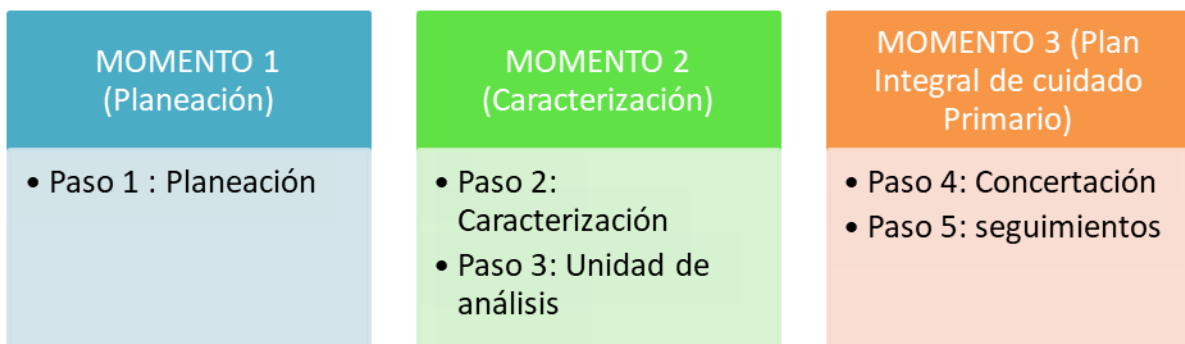 MOMENTO 1
(Planeación)
• Paso 1 : Planeación
MOMENTO 2
(Caracterización)
• Paso 2:
Caracterización
• Paso 3: Unidad de
análisis
MOMENTO 3 (Plan
Integral de cuidado
Primario)
• Paso 4: Concertación
• Paso 5: seguimientos